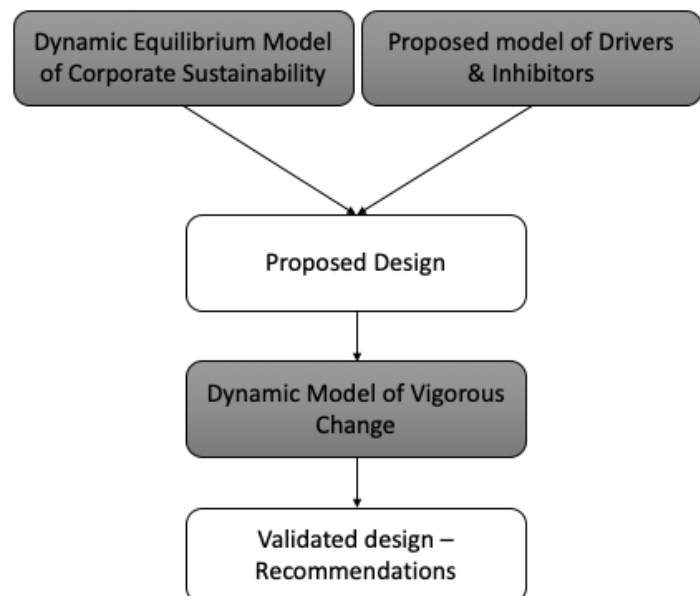 Dynamic Equilibrium Model
of Corporate Sustainability
Proposed model of Drivers
& Inhibitors
Proposed Design
Dynamic Model of Vigorous
Change
Validated design –
Recommendations